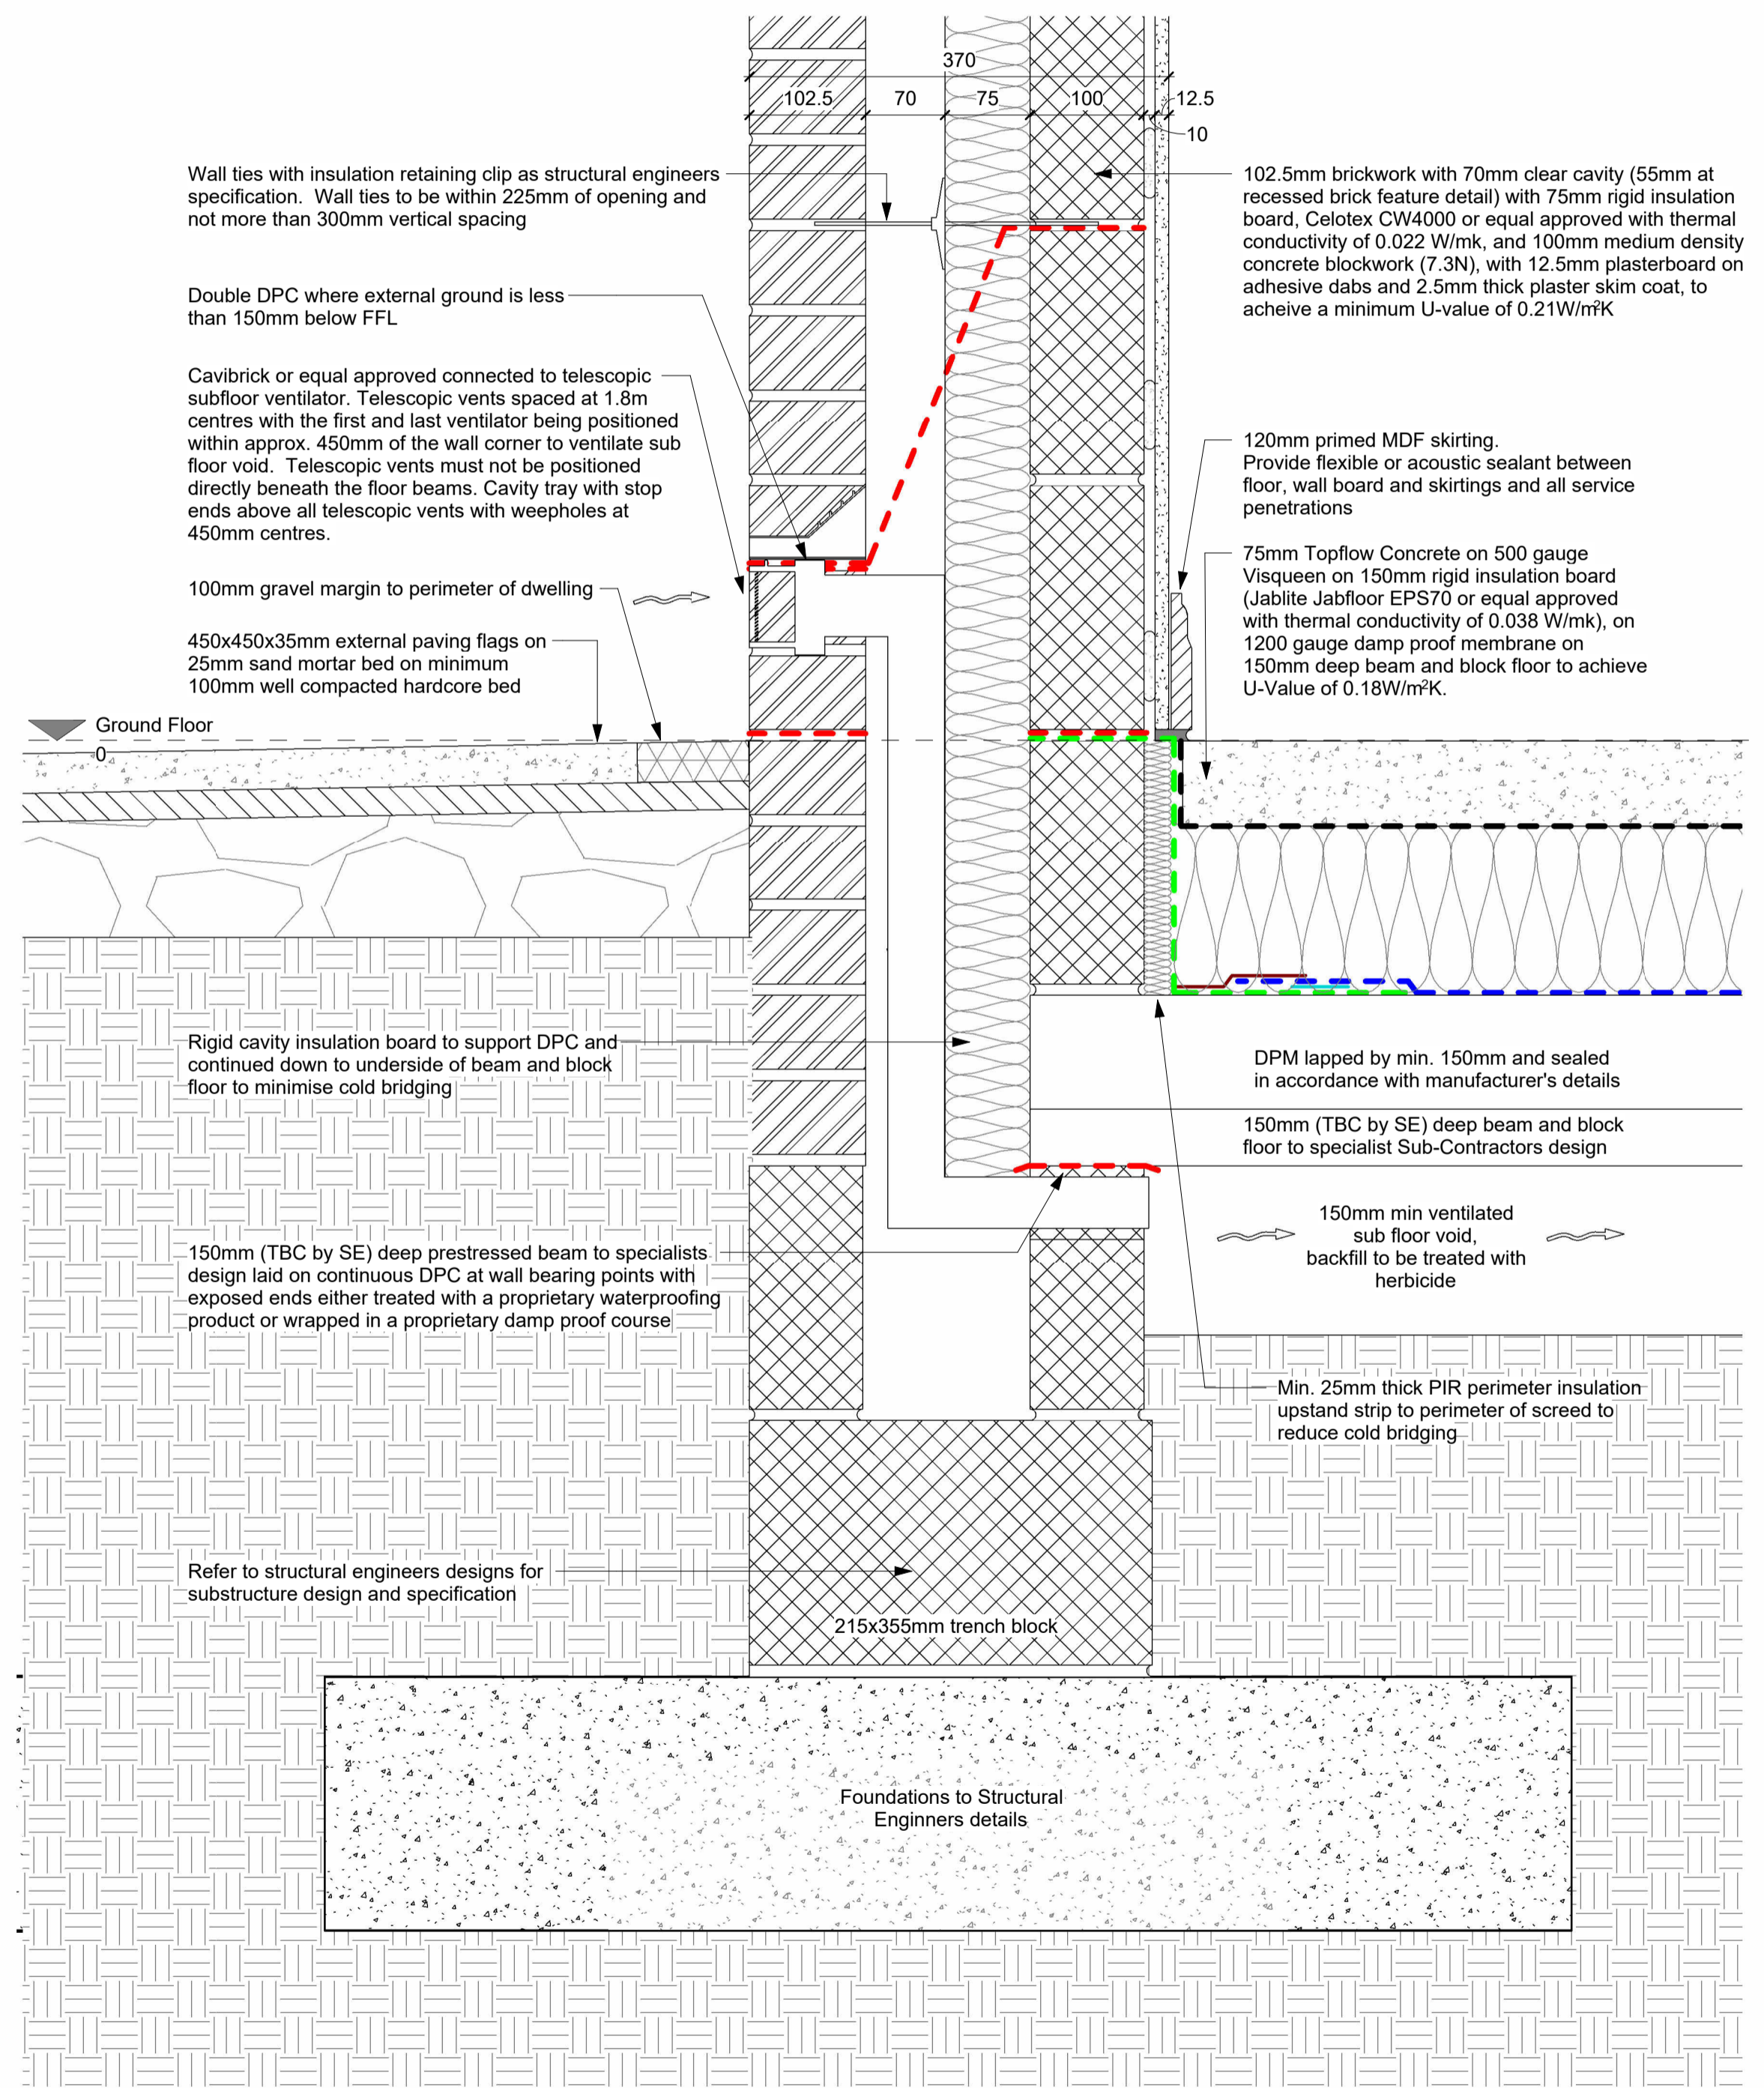 370
102.5
70
75
100
12.5
10
Wall ties with insulation retaining clip as structural engineers
specification. Wall ties to be within 225mm of opening and
not more than 300mm vertical spacing
Double DPC where external ground is less
than 150mm below FFL
Cavibrick or equal approved connected to telescopic
subfloor ventilator. Telescopic vents spaced at 1.8m
centres with the first and last ventilator being positioned
within approx. 450mm of the wall corner to ventilate sub
floor void. Telescopic vents must not be positioned
directly beneath the floor beams. Cavity tray with stop
ends above all telescopic vents with weepholes at
450mm centres.
100mm gravel margin to perimeter of dwelling
450x450x35mm external paving flags on
25mm sand mortar bed on minimum
100mm well compacted hardcore bed
Ground Floor
0
102.5mm brickwork with 70mm clear cavity (55mm at
recessed brick feature detail) with 75mm rigid insulation
board, Celotex CW4000 or equal approved with thermal
conductivity of 0.022 W/mk, and 100mm medium density
concrete blockwork (7.3N), with 12.5mm plasterboard on
adhesive dabs and 2.5mm thick plaster skim coat, to
acheive a minimum U-value of 0.21W/m²K
120mm primed MDF skirting.
Provide flexible or acoustic sealant between
floor, wall board and skirtings and all service
penetrations
75mm Topflow Concrete on 500 gauge
Visqueen on 150mm rigid insulation board
(Jablite Jabfloor EPS70 or equal approved
with thermal conductivity of 0.038 W/mk), on
1200 gauge damp proof membrane on
150mm deep beam and block floor to achieve
U-Value of 0.18W/m²K.
Rigid cavity insulation board to support DPC and
continued down to underside of beam and block
floor to minimise cold bridging
DPM lapped by min. 150mm and sealed
in accordance with manufacturer's details
150mm (TBC by SE) deep beam and block
floor to specialist Sub-Contractors design
150mm (TBC by SE) deep prestressed beam to specialists
design laid on continuous DPC at wall bearing points with
exposed ends either treated with a proprietary waterproofing
product or wrapped in a proprietary damp proof course
150mm min ventilated
sub floor void,
backfill to be treated with
herbicide
Min. 25mm thick PIR perimeter insulation
upstand strip to perimeter of screed to
reduce cold bridging
Refer to structural engineers designs for
substructure design and specification
215x355mm trench block
Foundations to Structural
Enginners details